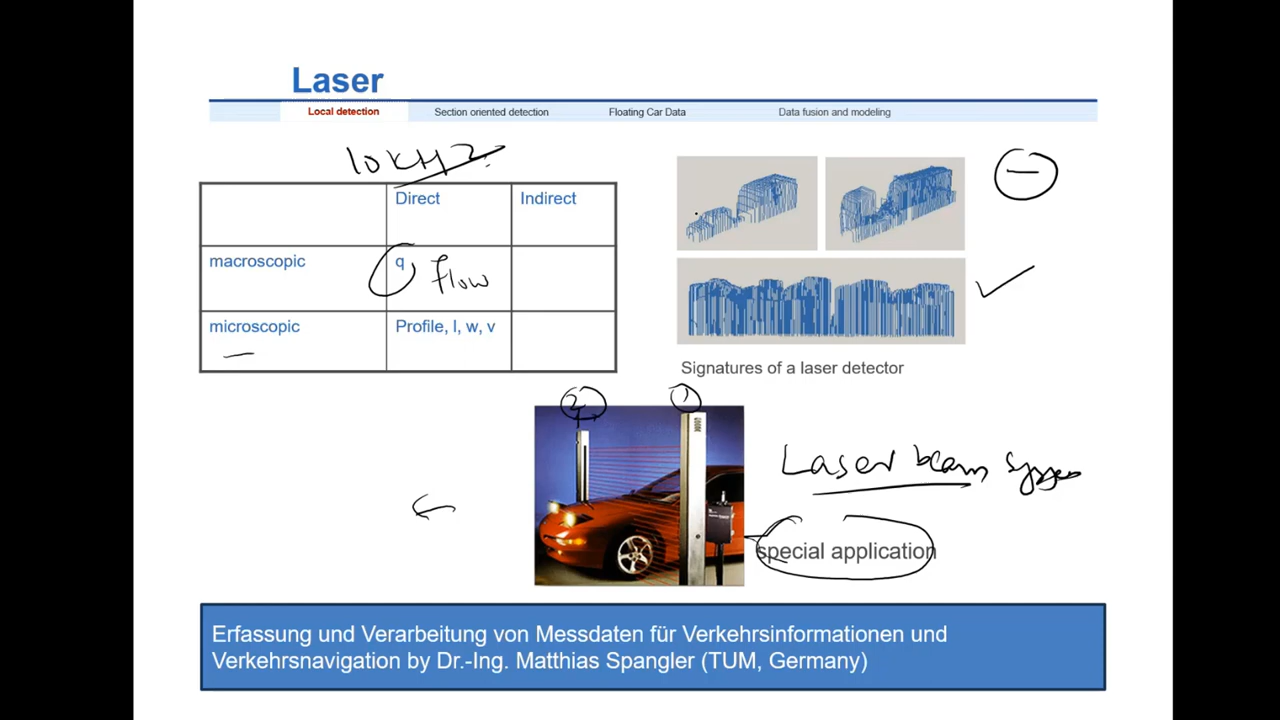 Laser
Local detection Section oriented detection Floating Car Data Data fusion and modeling
10 KHz
Direct Indirect
macroscopic q flow
microscopic Profile, l, w, v
Signatures of a laser detector
2 1
Laser beam
special application
Erfassung und Verarbeitung von Messdaten für Verkehrsinformationen und
Verkehrsnavigation by Dr.-Ing. Matthias Spangler (TUM, Germany)